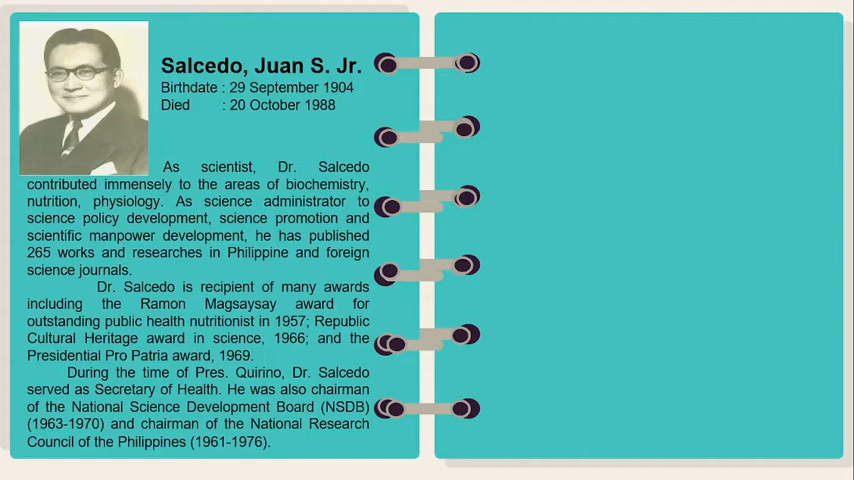 Salcedo, Juan S. Jr.
Birthdate : 29 September 1904
Died : 20 October 1988
As scientist, Dr. Salcedo
contributed immensely to the areas of biochemistry,
nutrition, physiology. As science administrator to
science policy development, science promotion and
scientific manpower development, he has published
265 works and researches in Philippine and foreign
science journals.
Dr. Salcedo is recipient of many awards
including the Ramon Magsaysay award for
outstanding public health nutritionist in 1957; Republic
Cultural Heritage award in science, 1966; and the
Presidential Pro Patria award, 1969.
During the time of Pres. Quirino, Dr. Salcedo
served as Secretary of Health. He was also chairman
of the National Science Development Board (NSDB)
(1963-1970) and chairman of the National Research
Council of the Philippines (1961-1976).